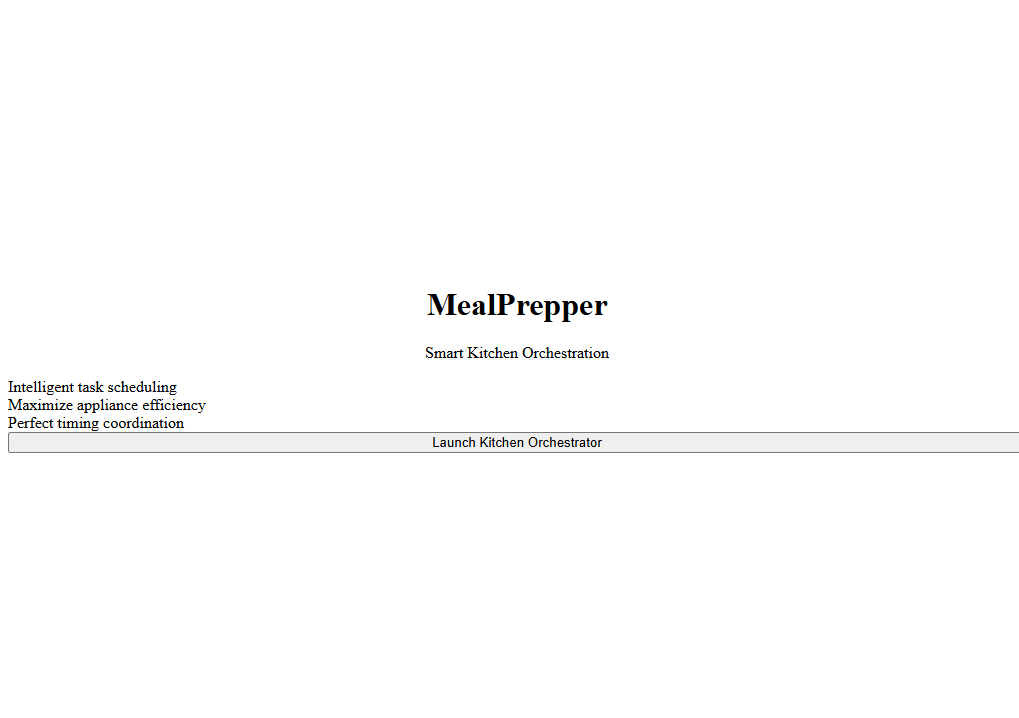 MealPrepper
Smart Kitchen Orchestration
Intelligent task scheduling
Maximize appliance efficiency
Perfect timing coordination
Launch Kitchen Orchestrator